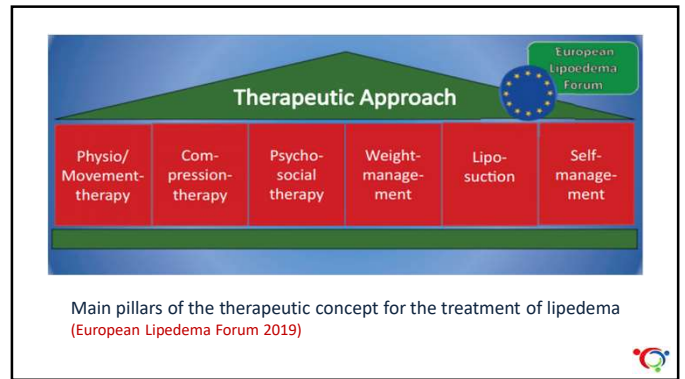 European
Lipoedema
Forum
Therapeutic Approach
Physio/
Movement-
therapy
Com-
pression-
therapy
Psycho-
social
therapy
Weight-
manage-
ment
Lipo-
suction
Self-
manage-
ment
Main pillars of the therapeutic concept for the treatment of lipedema
(European Lipedema Forum 2019)